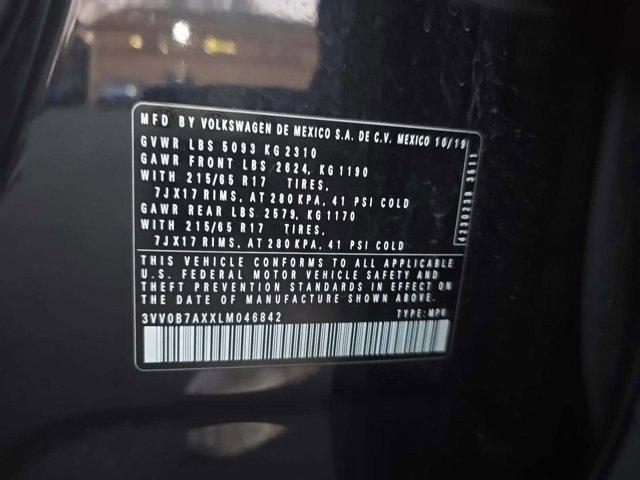 MFD BY VOLKSWAGEN DE MEXICO S.A. DE C.V. MEXICO 10/19
GVWR LBS 5093 KG 2310
GAWR FRONT LBS 2624, KG 1190
WITH 215/65 R17 TIRES,
7JX17 RIMS, AT 280 KPA, 41 PSI COLD
GAWR REAR LBS 2579, KG 1170
WITH 215/65 R17 TIRES,
7JX17 RIMS, AT 280 KPA, 41 PSI COLD
THIS VEHICLE CONFORMS TO ALL APPLICABLE
U.S. FEDERAL MOTOR VEHICLE SAFETY AND
THEFT PREVENTION STANDARDS IN EFFECT ON
THE DATE OF MANUFACTURE SHOWN ABOVE
3VV0B7AXXLM046842 TYPE: MPV
4230239 3511